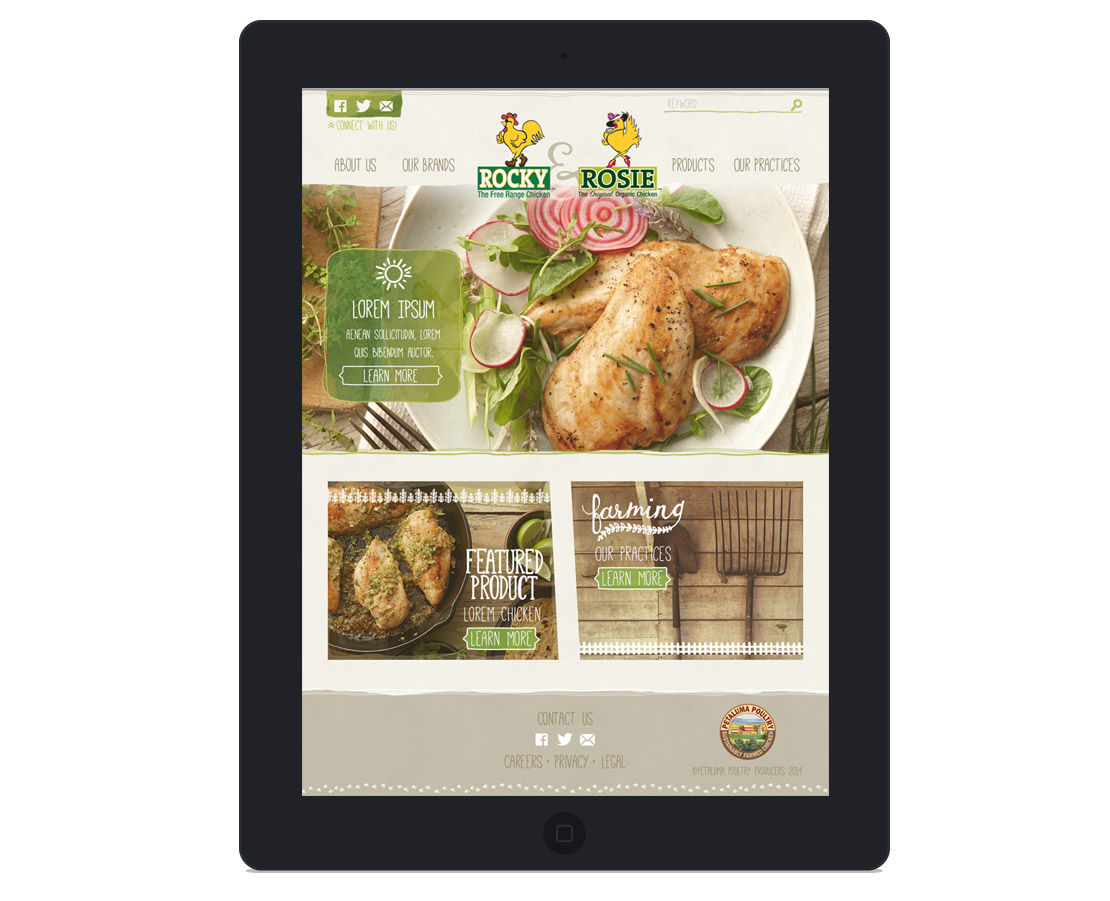 CONNECT WITH US!
KEYWORD
ABOUT US
OUR BRANDS
ROCKY
The Free Range Chicken
&
ROSIE
The Original Organic Chicken
PRODUCTS
OUR PRACTICES
LOREM IPSUM
AENEAN SOLLICITUDIN, LOREM
QUIS BIBENDUM AUCTOR.
LEARN MORE
FEATURED
PRODUCT
LOREM CHICKEN
LEARN MORE
farming
OUR PRACTICES
LEARN MORE
CONTACT US
CAREERS • PRIVACY • LEGAL
PETALUMA POULTRY
SUSTAINABLY FARMED CHICKEN
©PETALUMA POULTRY PRODUCERS 2014